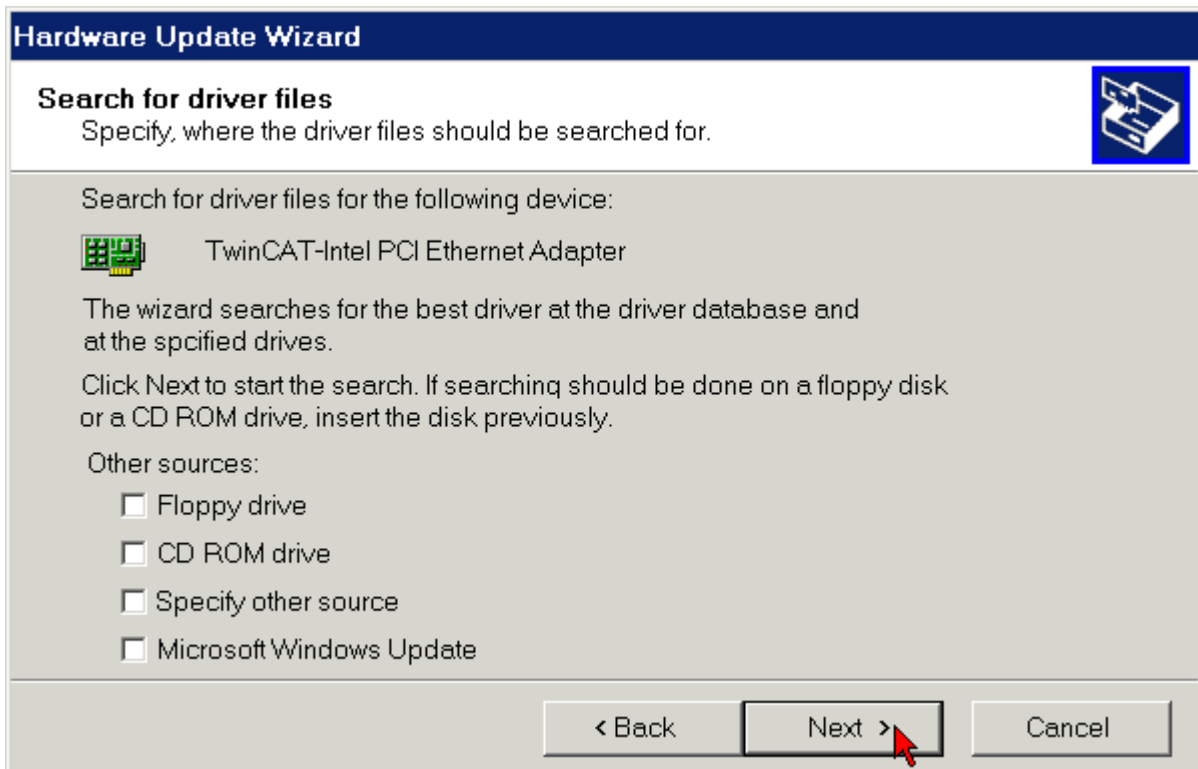 Hardware Update Wizard
Search for driver files
Specify, where the driver files should be searched for.
Search for driver files for the following device:
TwinCAT-Intel PCI Ethernet Adapter
The wizard searches for the best driver at the driver database and
at the spcified drives.
Click Next to start the search. If searching should be done on a floppy disk
or a CD ROM drive, insert the disk previously.
Other sources:
Floppy drive
CD ROM drive
Specify other source
Microsoft Windows Update
< Back
Next >
Cancel